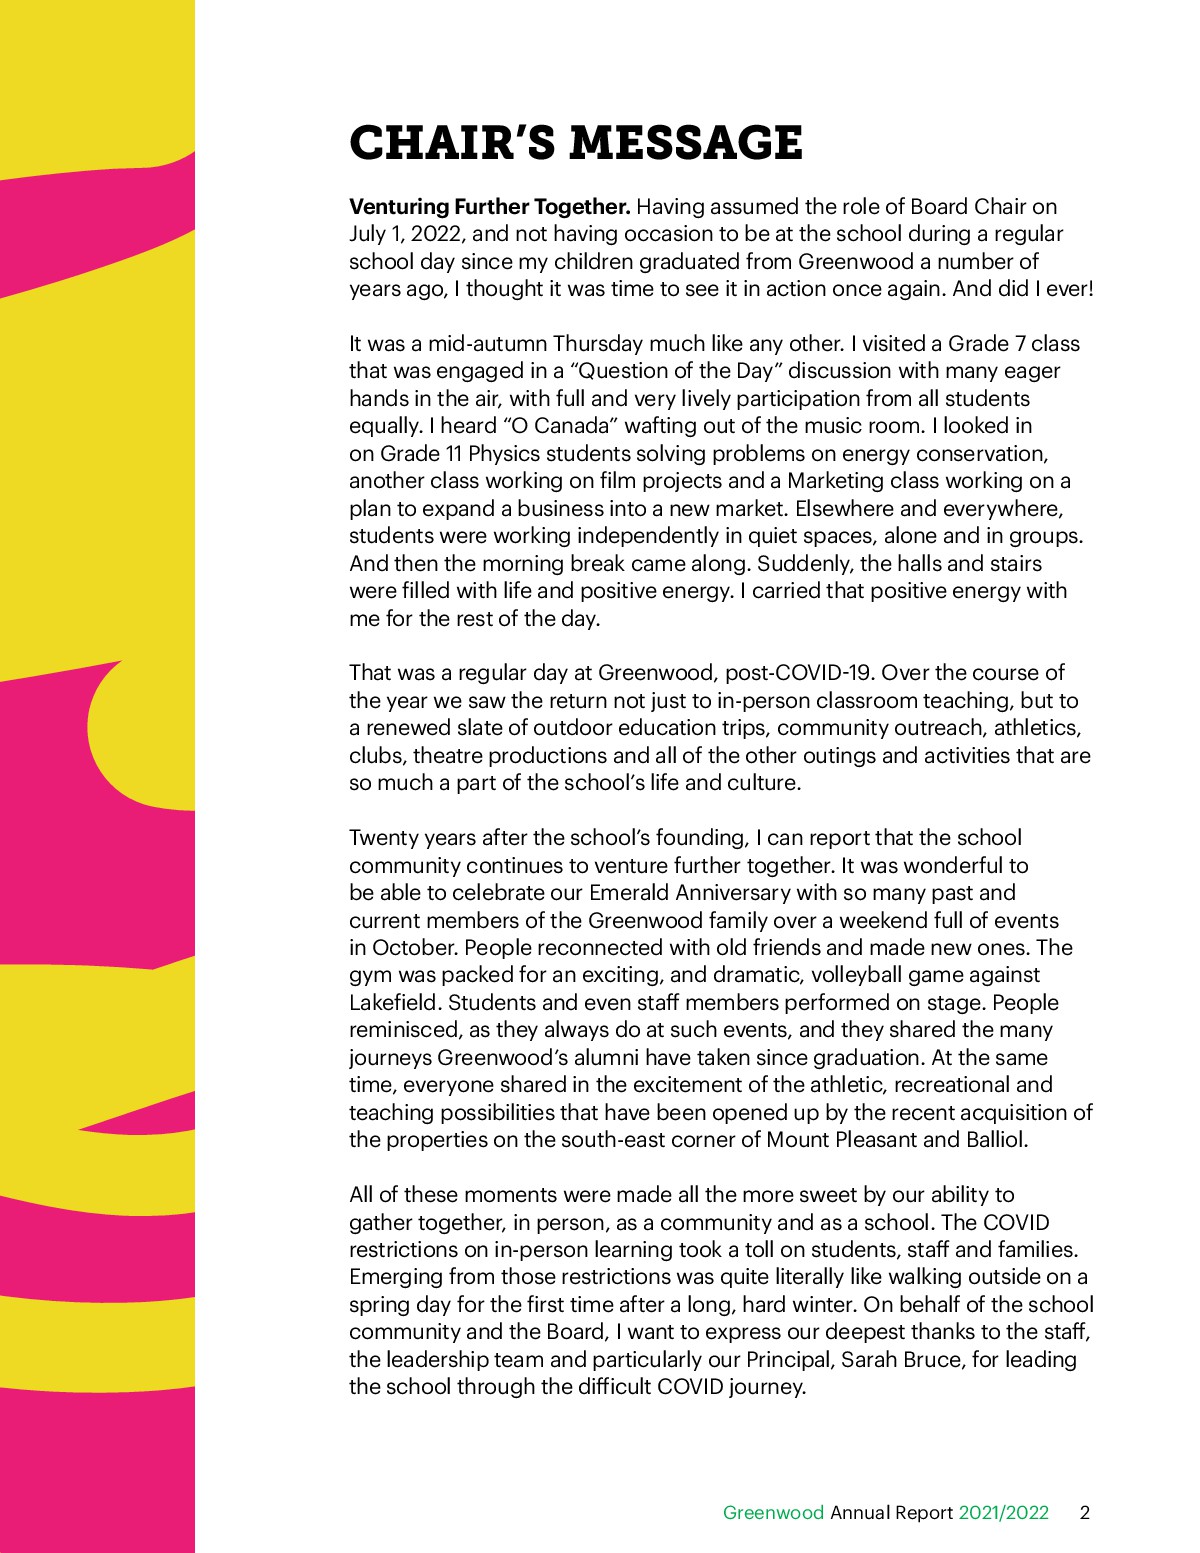 CHAIR’S MESSAGE
Venturing Further Together. Having assumed the role of Board Chair on
July 1, 2022, and not having occasion to be at the school during a regular
school day since my children graduated from Greenwood a number of
years ago, I thought it was time to see it in action once again. And did I ever!
It was a mid-autumn Thursday much like any other. I visited a Grade 7 class
that was engaged in a “Question of the Day” discussion with many eager
hands in the air, with full and very lively participation from all students
equally. I heard “O Canada” wafting out of the music room. I looked in
on Grade 11 Physics students solving problems on energy conservation,
another class working on film projects and a Marketing class working on a
plan to expand a business into a new market. Elsewhere and everywhere,
students were working independently in quiet spaces, alone and in groups.
And then the morning break came along. Suddenly, the halls and stairs
were filled with life and positive energy. I carried that positive energy with
me for the rest of the day.
That was a regular day at Greenwood, post-COVID-19. Over the course of
the year we saw the return not just to in-person classroom teaching, but to
a renewed slate of outdoor education trips, community outreach, athletics,
clubs, theatre productions and all of the other outings and activities that are
so much a part of the school’s life and culture.
Twenty years after the school’s founding, I can report that the school
community continues to venture further together. It was wonderful to
be able to celebrate our Emerald Anniversary with so many past and
current members of the Greenwood family over a weekend full of events
in October. People reconnected with old friends and made new ones. The
gym was packed for an exciting, and dramatic, volleyball game against
Lakefield. Students and even staff members performed on stage. People
reminisced, as they always do at such events, and they shared the many
journeys Greenwood’s alumni have taken since graduation. At the same
time, everyone shared in the excitement of the athletic, recreational and
teaching possibilities that have been opened up by the recent acquisition of
the properties on the south-east corner of Mount Pleasant and Balliol.
All of these moments were made all the more sweet by our ability to
gather together, in person, as a community and as a school. The COVID
restrictions on in-person learning took a toll on students, staff and families.
Emerging from those restrictions was quite literally like walking outside on a
spring day for the first time after a long, hard winter. On behalf of the school
community and the Board, I want to express our deepest thanks to the staff,
the leadership team and particularly our Principal, Sarah Bruce, for leading
the school through the difficult COVID journey.
Greenwood Annual Report 2021/2022 2